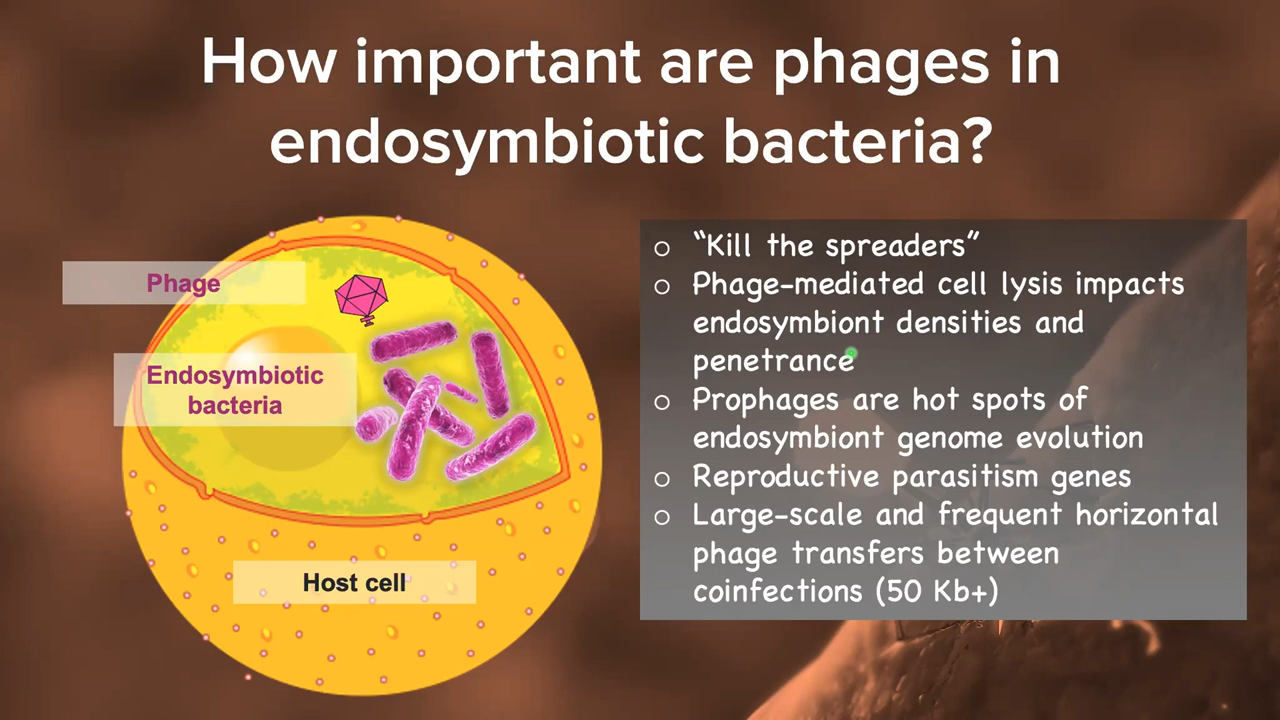 How important are phages in
endosymbiotic bacteria?
Phage
Endosymbiotic
bacteria
Host cell
○ “Kill the spreaders”
○ Phage-mediated cell lysis impacts
endosymbiont densities and
penetrance
○ Prophages are hot spots of
endosymbiont genome evolution
○ Reproductive parasitism genes
○ Large-scale and frequent horizontal
phage transfers between
coinfections (50 Kb+)